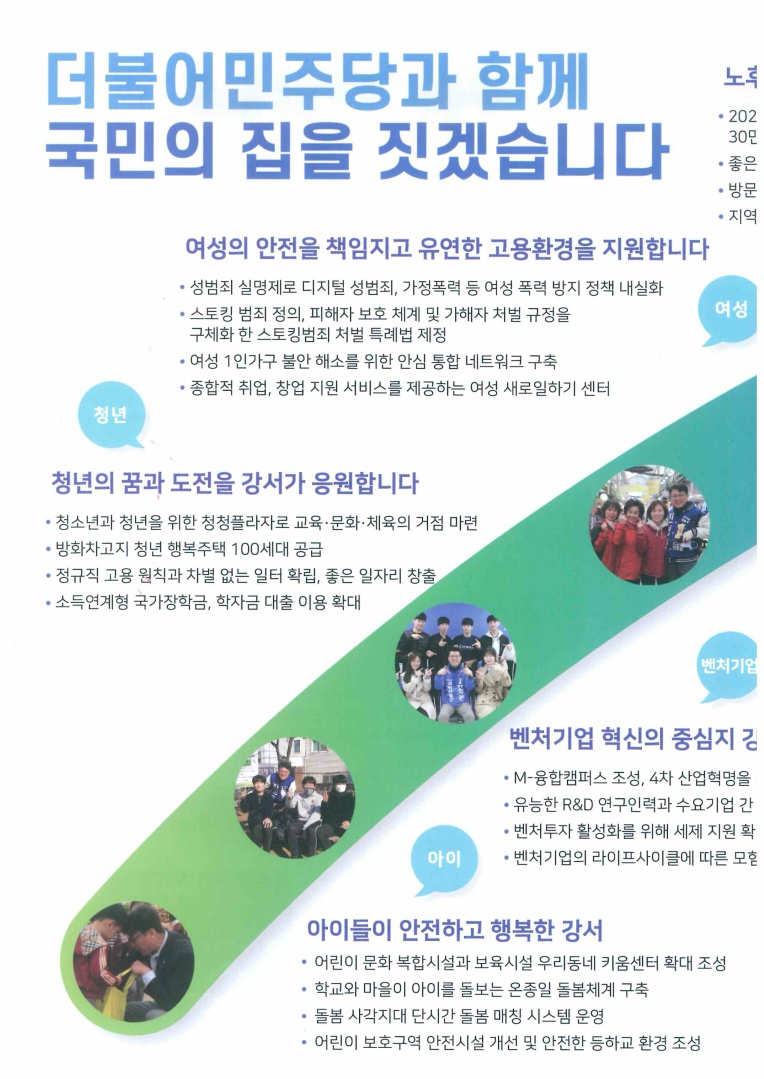 더불어민주당과 함께
국민의 집을 짓겠습니다
노후
• 202
30만
• 좋은
• 방문
• 지역
여성의 안전을 책임지고 유연한 고용환경을 지원합니다
• 성범죄 실명제로 디지털 성범죄, 가정폭력 등 여성 폭력 방지 정책 내실화
• 스토킹 범죄 정의, 피해자 보호 체계 및 가해자 처벌 규정을
구체화 한 스토킹범죄 처벌 특례법 제정
• 여성 1인가구 불안 해소를 위한 안심 통합 네트워크 구축
• 종합적 취업, 창업 지원 서비스를 제공하는 여성 새로일하기 센터
여성
청년
청년의 꿈과 도전을 강서가 응원합니다
• 청소년과 청년을 위한 청청플라자로 교육·문화·체육의 거점 마련
• 방화차고지 청년 행복주택 100세대 공급
• 정규직 고용 원칙과 차별 없는 일터 확립, 좋은 일자리 창출
• 소득연계형 국가장학금, 학자금 대출 이용 확대
벤처기업
벤처기업 혁신의 중심지 강
• M-융합캠퍼스 조성, 4차 산업혁명을
• 유능한 R&D 연구인력과 수요기업 간
• 벤처투자 활성화를 위해 세제 지원 확
• 벤처기업의 라이프사이클에 따른 모험
아이
아이들이 안전하고 행복한 강서
• 어린이 문화 복합시설과 보육시설 우리동네 키움센터 확대 조성
• 학교와 마을이 아이를 돌보는 온종일 돌봄체계 구축
• 돌봄 사각지대 단시간 돌봄 매칭 시스템 운영
• 어린이 보호구역 안전시설 개선 및 안전한 등하교 환경 조성